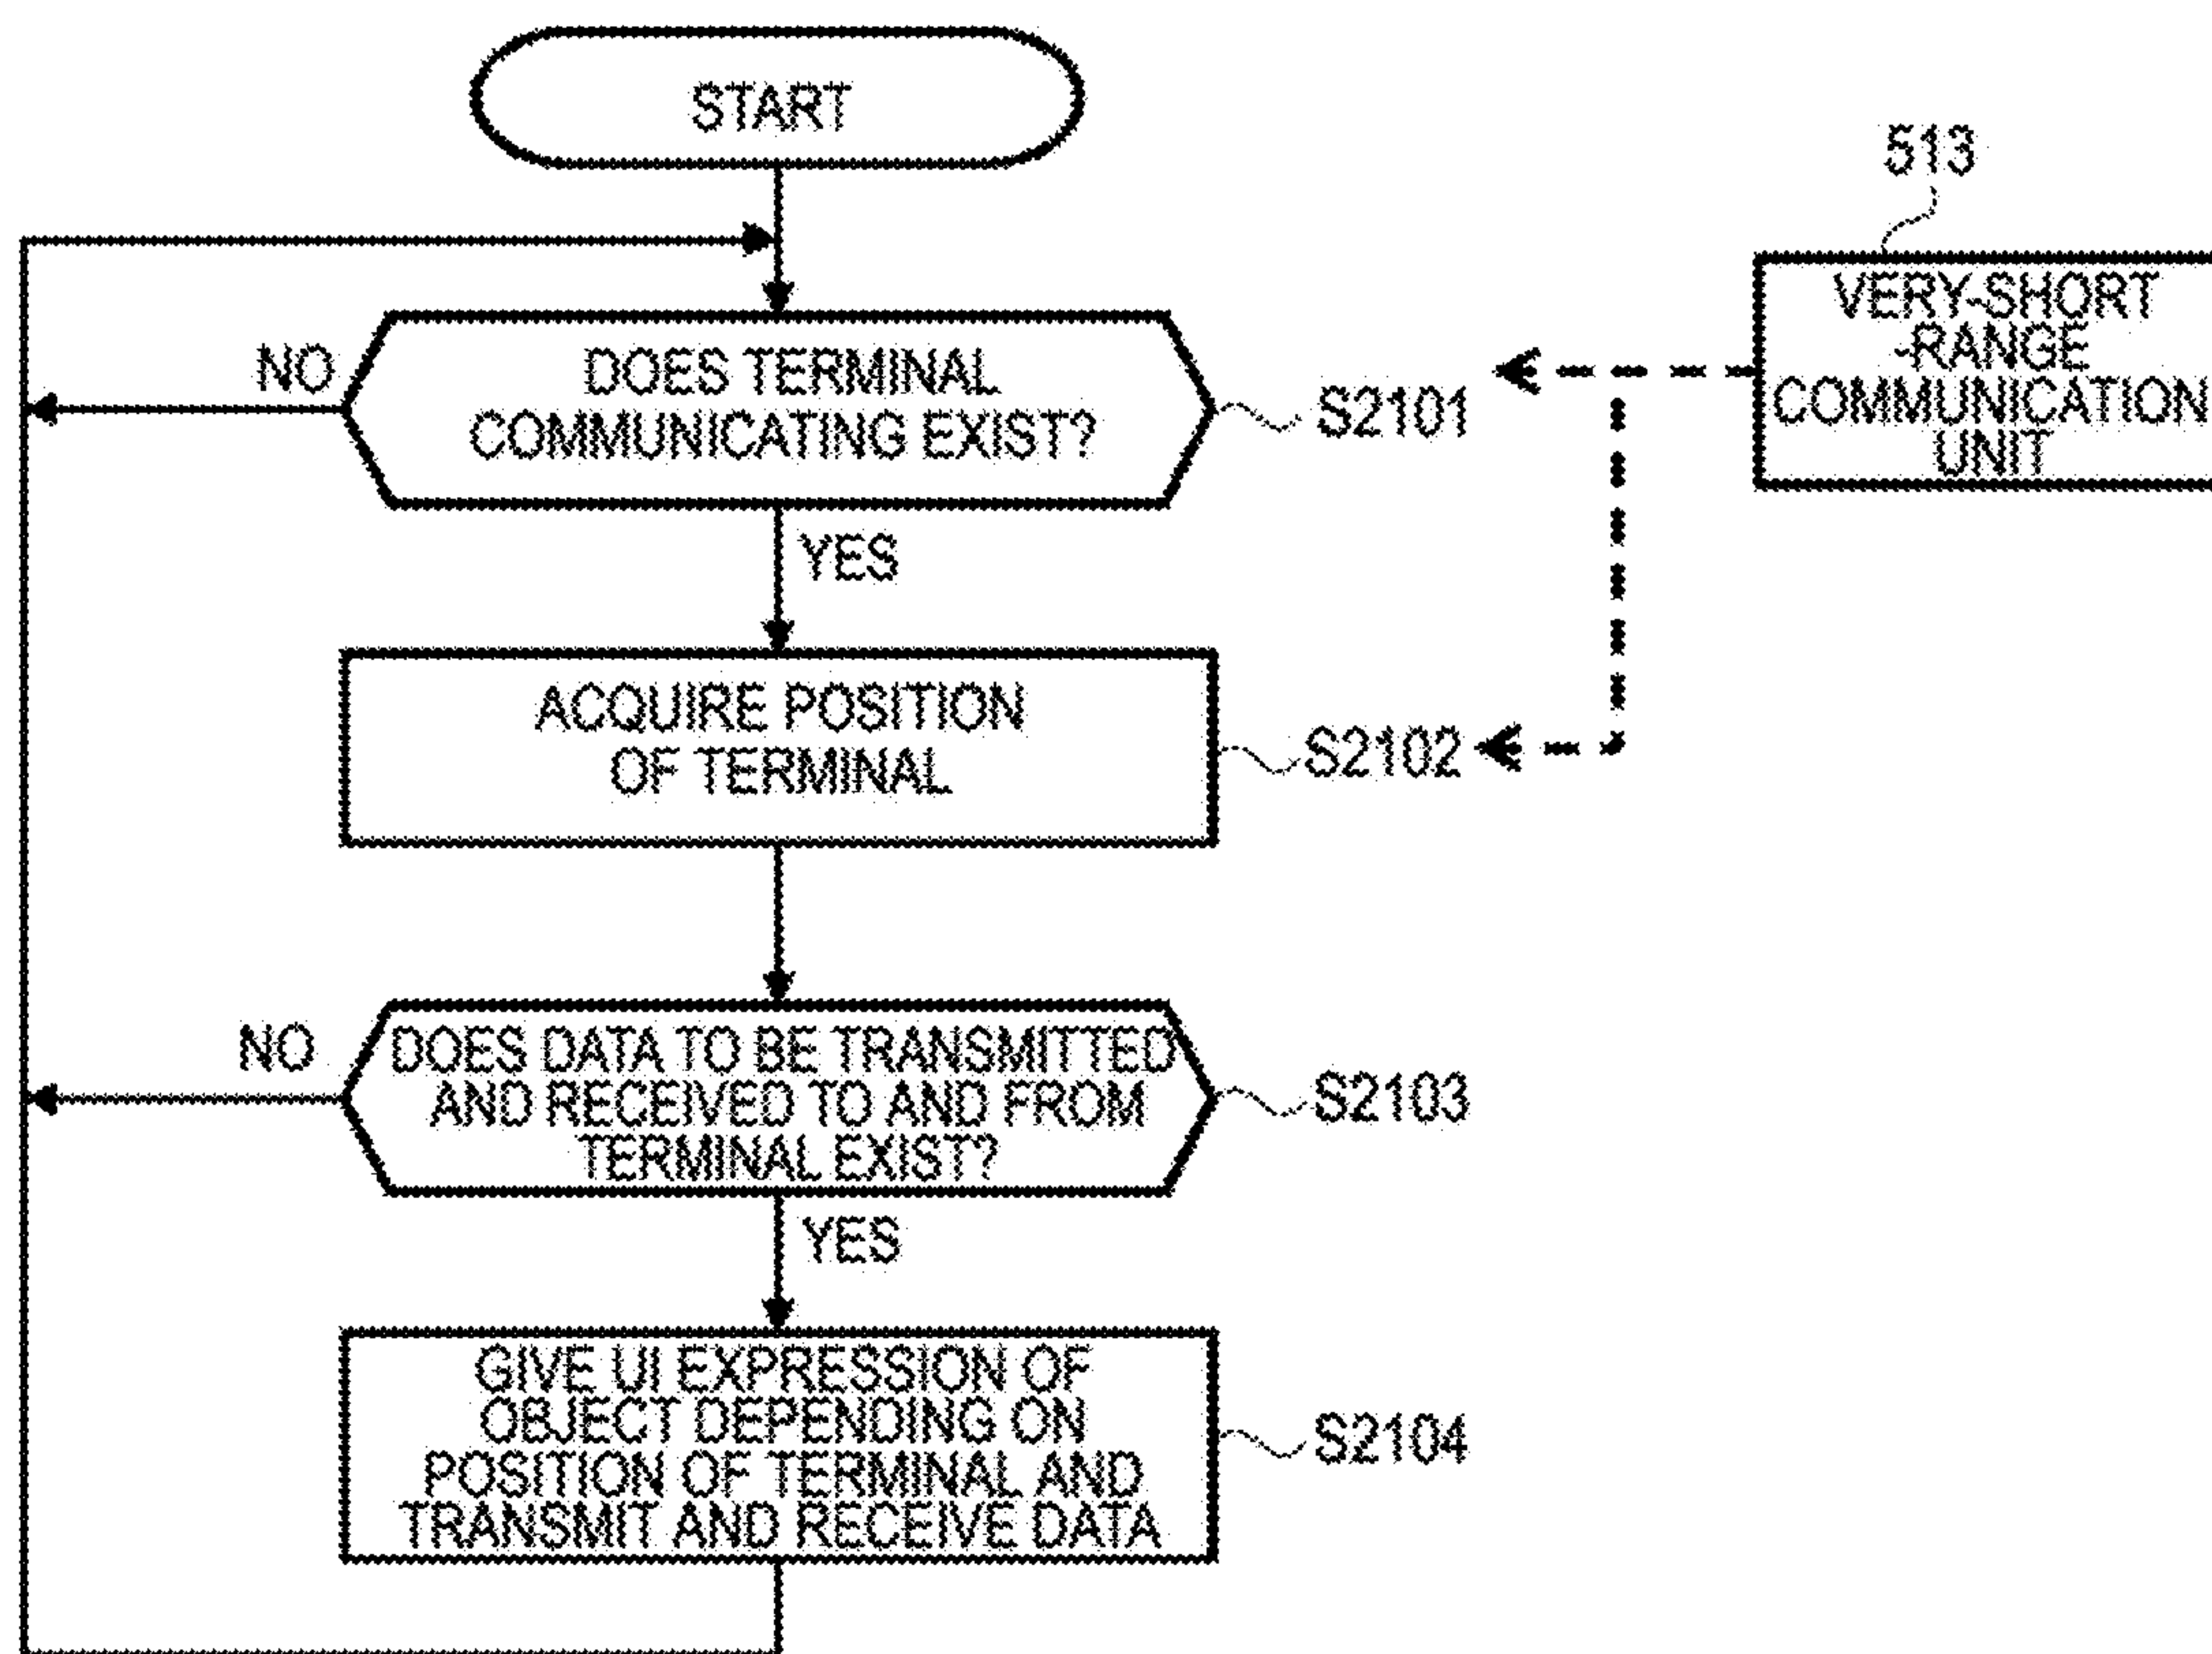 START
513
VERY-SHORT
-RANGE
COMMUNICATION
UNIT
NO
DOES TERMINAL
COMMUNICATING EXIST?
S2101
YES
ACQUIRE POSITION
OF TERMINAL
S2102
NO
DOES DATA TO BE TRANSMITTED
AND RECEIVED TO AND FROM
TERMINAL EXIST?
S2103
YES
GIVE UI EXPRESSION OF
OBJECT DEPENDING ON
POSITION OF TERMINAL AND
TRANSMIT AND RECEIVE DATA
S2104